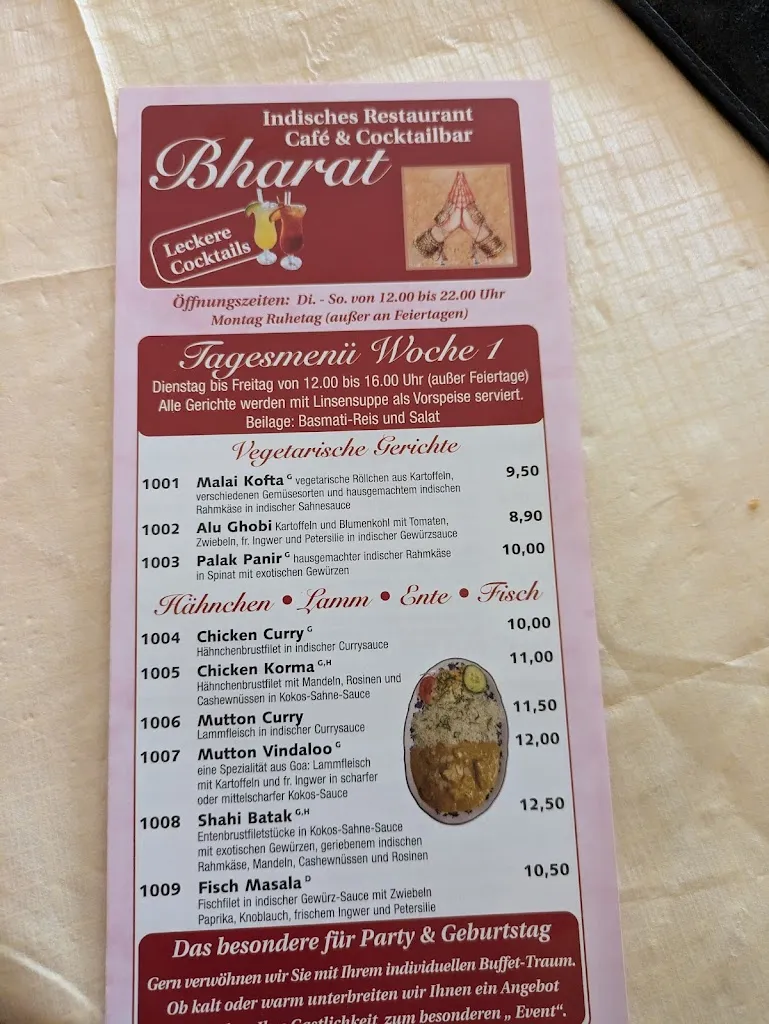 Indisches Restaurant
Café & Cocktailbar
Bharat
Leckere
Cocktails
Öffnungszeiten: Di. - So. von 12.00 bis 22.00 Uhr
Montag Ruhetag (außer an Feiertagen)
Tagesmenü Woche 1
Dienstag bis Freitag von 12.00 bis 16.00 Uhr (außer Feiertage)
Alle Gerichte werden mit Linsensuppe als Vorspeise serviert.
Beilage: Basmati-Reis und Salat
Vegetarische Gerichte
1001 Malai Kofta G vegetarische Röllchen aus Kartoffeln, 9,50
verschiedenen Gemüsesorten und hausgemachtem indischen
Rahmkäse in indischer Sahnesauce
1002 Alu Ghobi Kartoffeln und Blumenkohl mit Tomaten, 8,90
Zwiebeln, fr. Ingwer und Petersilie in indischer Gewürzsauce
1003 Palak Panir G hausgemachter indischer Rahmkäse 10,00
in Spinat mit exotischen Gewürzen
Hähnchen • Lamm • Ente • Fisch
1004 Chicken Curry G 10,00
Hähnchenbrustfilet in indischer Currysauce
1005 Chicken Korma G,H 11,00
Hähnchenbrustfilet mit Mandeln, Rosinen und
Cashewnüssen in Kokos-Sahne-Sauce
1006 Mutton Curry 11,50
Lammfleisch in indischer Currysauce
1007 Mutton Vindaloo G 12,00
eine Spezialität aus Goa: Lammfleisch
mit Kartoffeln und fr. Ingwer in scharfer
oder mittelscharfer Kokos-Sauce
1008 Shahi Batak G,H 12,50
Entenbrustfiletstücke in Kokos-Sahne-Sauce
mit exotischen Gewürzen, geriebenem indischen
Rahmkäse, Mandeln, Cashewnüssen und Rosinen
1009 Fisch Masala D 10,50
Fischfilet in indischer Gewürz-Sauce mit Zwiebeln
Paprika, Knoblauch, frischem Ingwer und Petersilie
Das besondere für Party & Geburtstag
Gern verwöhnen wir Sie mit Ihrem individuellen Buffet-Traum.
Ob kalt oder warm unterbreiten wir Ihnen ein Angebot
Gastlichkeit zum besonderen „ Event“.